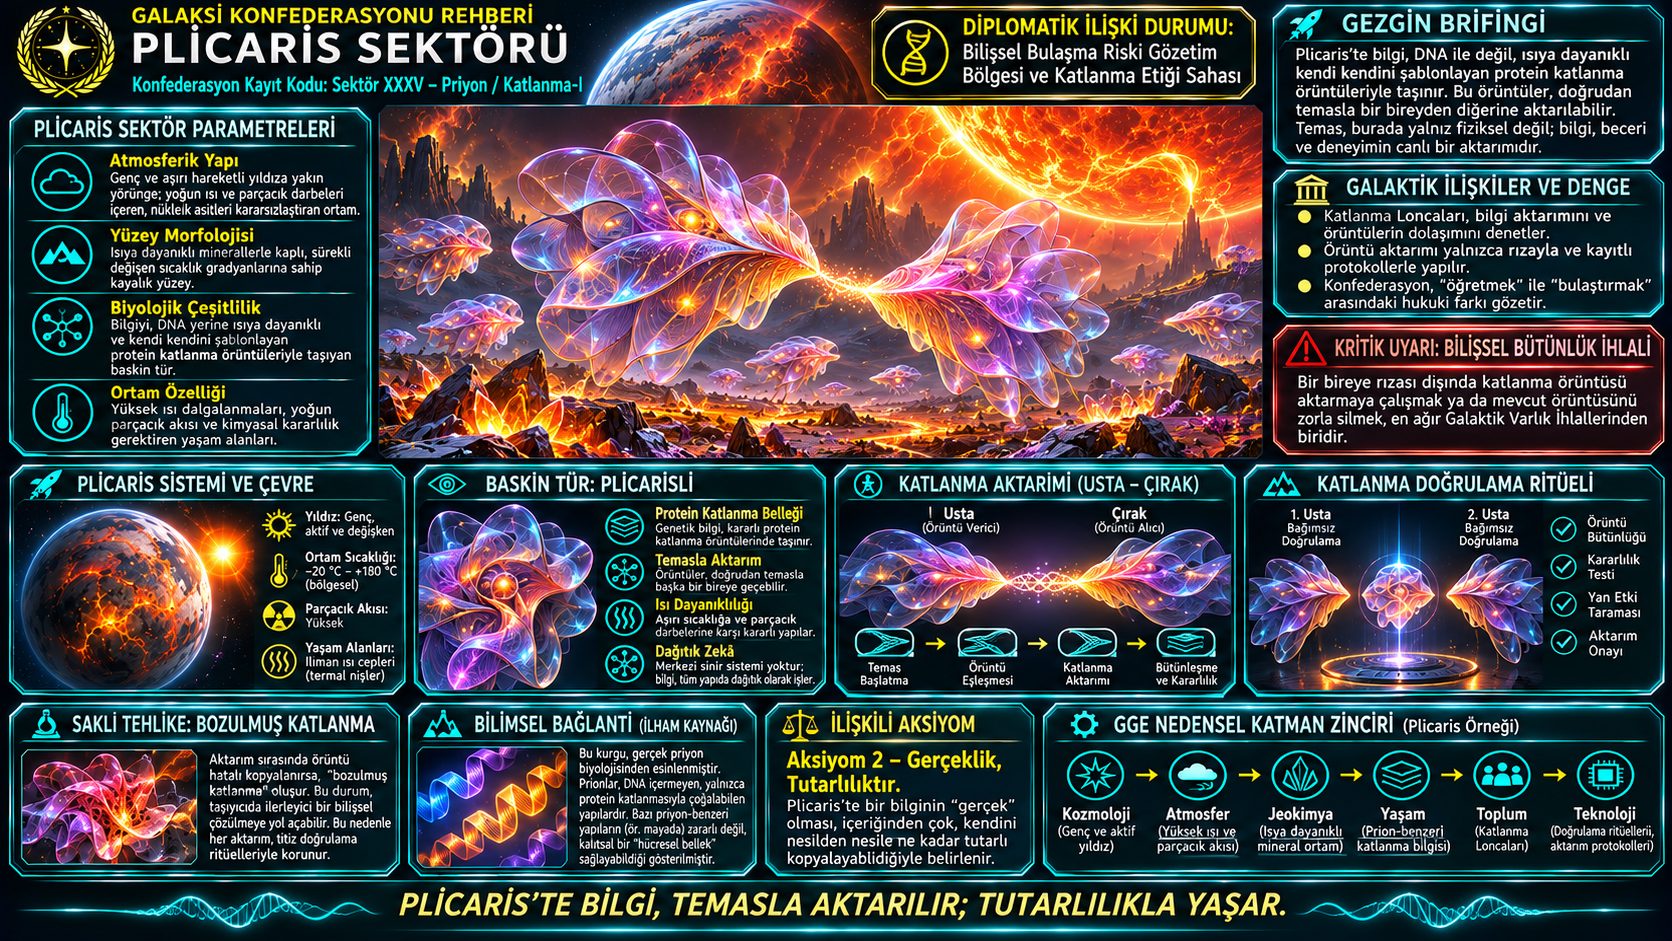 GALAKSİ KONFEDERASYONU REHBERİ
PLİCARİS SEKTÖRÜ
Konfederasyon Kayıt Kodu: Sektör XXXV – Priyon / Katlanma-I
DİPLOMATİK İLİŞKİ DURUMU:
Bilişsel Bulaşma Riski Gözetim
Bölgesi ve Katlanma Etiği Sahası
GEZGİN BRİFİNGİ
Plicaris'te bilgi, DNA ile değil, ısıya dayanıklı
kendi kendini şablonlayan protein katlanma
örüntüleriyle taşınır. Bu örüntüler, doğrudan
temasla bir bireyden diğerine aktarılabilir.
Temas, burada yalnız fiziksel değil; bilgi, beceri
ve deneyimin canlı bir aktarımıdır.
PLİCARİS SEKTÖR PARAMETRELERİ
Atmosferik Yapı
Genç ve aşırı hareketli yıldıza yakın
yörünge; yoğun ısı ve parçacık darbeleri
içeren, nükleik asitleri kararsızlaştıran ortam.
Yüzey Morfolojisi
Isıya dayanıklı minerallerle kaplı, sürekli
değişen sıcaklık gradyanlarına sahip
kayalık yüzey.
Biyolojik Çeşitlilik
Bilgiyi, DNA yerine ısıya dayanıklı
ve kendi kendini şablonlayan
protein katlanma örüntüleriyle taşıyan
baskin tür.
Ortam Özelliği
Yüksek ısı dalgalanmaları, yoğun
parçacık akısı ve kimyasal kararlılık
gerektiren yaşam alanları.
GALAKTİK İLİŞKİLER VE DENGE
Katlanma Loncaları, bilgi aktarımını ve
örüntülerin dolaşımını denetler.
Örüntü aktarımı yalnızca rızayla ve kayıtlı
protokollerle yapılır.
Konfederasyon, "öğretmek" ile "bulaştırmak"
arasındaki hukuki farkı gözetir.
KRİTİK UYARI: BİLİŞSEL BÜTÜNLÜK İHLALİ
Bir bireye rızası dışında katlanma örüntüsü
aktarmaya çalışmak ya da mevcut örüntüsünü
zorla silmek, en ağır Galaktik Varlık İhlallerinden
biridir.
PLİCARİS SİSTEMİ VE ÇEVRE
Yıldız: Genç,
aktif ve değişken
Ortam Sıcaklığı:
−20 °C – +180 °C
(bölgesel)
Parçacık Akısı:
Yüksek
Yaşam Alanları:
Iliman ısı cepleri
(termal nişler)
BASKİN TÜR: PLİCARİSLİ
Protein Katlanma Belleği
Genetik bilgi, kararlı protein
katlanma örüntülerinde taşınır.
Temasla Aktarım
Örüntüler, doğrudan temasla
başka bir bireye geçebilir.
İsı Dayanıklılığı
Aşırı sıcaklığa ve parçacık
darbelerine karşı kararlı yapılar.
Dağıtık Zekâ
Merkezi sinir sistemi yoktur;
bilgi, tüm yapıda dağıtık olarak işler.
KATLANMA AKTARİMİ (USTA – ÇIRAK)
Usta
(Örüntü Verici)
Çırak
(Örüntü Alıcı)
Temas
Başlatma
Örüntü
Eşleşmesi
Katlanma
Aktarımı
Bütünleşme
ve Kararlılık
KATLANMA DOĞRULAMA RİTÜELİ
1. Usta
Bağımsız
Doğrulama
2. Usta
Bağımsız
Doğrulama
Örüntü
Bütünlüğü
Kararlılık
Testi
Yan Etki
Taraması
Aktarım
Onayı
SAKLİ TEHLİKE: BOZULMUŞ KATLANMA
Aktarım sırasında örüntü
hatalı kopyalanırsa, "bozulmuş
katlanma" oluşur. Bu durum,
taşıyıcıda ilerleyici bir bilişsel
çözülmeye yol açabilir. Bu nedenle
her aktarım, titiz doğrulama
ritüelleriyle korunur.
BİLİMSEL BAĞLANTİ (İLHAM KAYNAĞI)
Bu kurgu, gerçek priyon
biyolojisinden esinlenmiştir.
Prionlar, DNA içermeyen, yalnızca
protein katlanmasıyla çoğalabilen
yapılardır. Bazı priyon-benzeri
yapıların (ör. mayada) zararlı değil,
kalıtsal bir "hücresel bellek"
sağlayabildiği gösterilmiştir.
İLİŞKİLİ AKSİYOM
Aksiyom 2 – Gerçeklik,
Tutarlılıktır.
Plicaris'te bir bilginin "gerçek"
olması, içeriğinden çok, kendini
nesilden nesile ne kadar tutarlı
kopyalayablidiğiyle belirlenir.
GGE NEDENSEL KATMAN ZİNCİRİ (Plicaris Örneği)
Kozmoloji
(Genç ve aktif
yıldız)
Atmosfer
(Yüksek ısı ve
parçacık akısı)
Jeokimya
(Isya dayanıklı
mineral ortam)
Yaşam
(Prion-benzeri
katlanma bilgisi)
Toplum
(Katlanma
Loncaları)
Teknoloji
(Doğrulama ritüellerii,
aktarım protokolleri)
PLİCARİS'TE BİLGİ, TEMASLA AKTARILIR; TUTARLILIKLA YAŞAR.